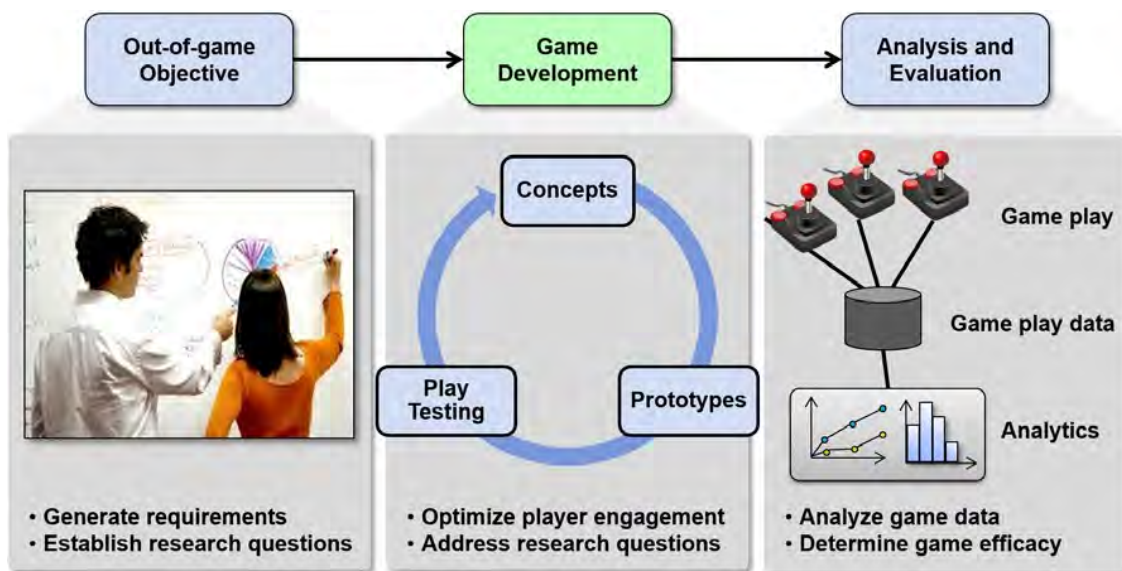 Out-of-game
Objective
Game
Development
Analysis and
Evaluation
Concepts
Play
Testing
Prototypes
Game play
Game play data
Analytics
• Generate requirements
• Establish research questions
• Optimize player engagement
• Address research questions
• Analyze game data
• Determine game efficacy